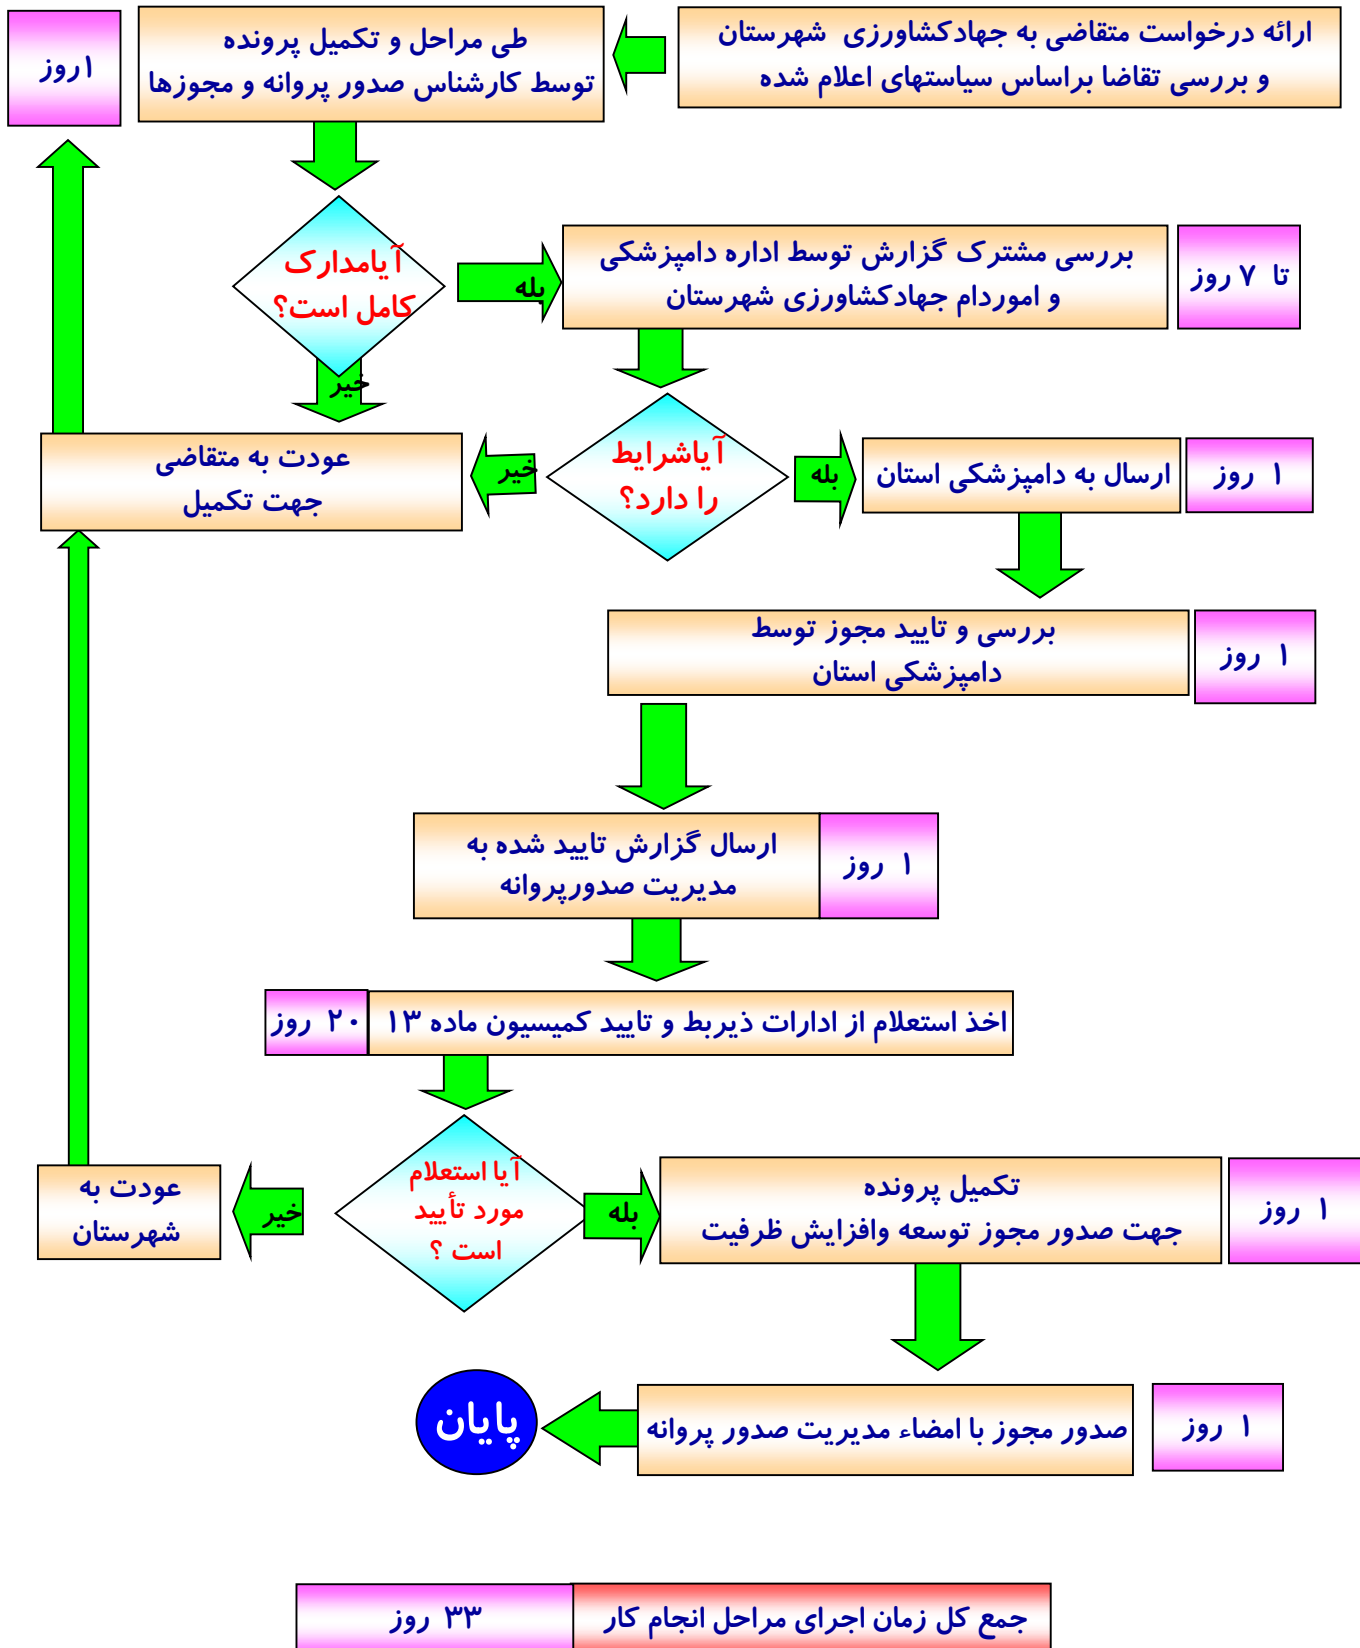 ارائه درخواست متقاضی به جهادکشاورزی شهرستان
و بررسی تقاضا براساس سیاستهای اعلام شده
طی مراحل و تکمیل پرونده
توسط کارشناس صدور پروانه و مجوزها
۱روز
آیامدارک
کامل است؟
بله
بررسی مشترک گزارش توسط اداره دامپزشکی
و اموردام جهادکشاورزی شهرستان
تا ۷ روز
خیر
عودت به متقاضی
جهت تکمیل
خیر
آیاشرایط
را دارد؟
بله
ارسال به دامپزشکی استان
۱ روز
بررسی و تایید مجوز توسط
دامپزشکی استان
۱ روز
ارسال گزارش تایید شده به
مدیریت صدورپروانه
۱ روز
اخذ استعلام از ادارات ذیربط و تایید کمیسیون ماده ۱۳
۲۰ روز
آیا استعلام
مورد تأیید
است ؟
خیر
عودت به
شهرستان
بله
تکمیل پرونده
جهت صدور مجوز توسعه وافزایش ظرفیت
۱ روز
صدور مجوز با امضاء مدیریت صدور پروانه
۱ روز
پایان
جمع کل زمان اجرای مراحل انجام کار
۳۳ روز